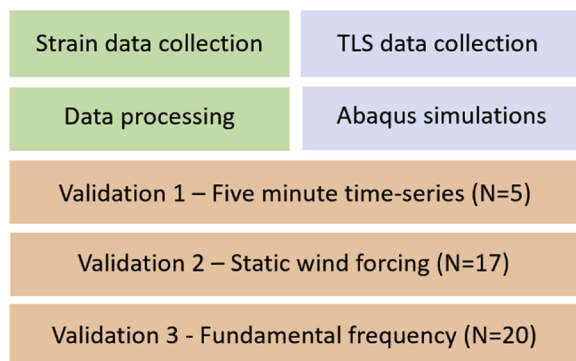 Strain data collection
TLS data collection
Data processing
Abaqus simulations
Validation 1 – Five minute time-series (N=5)
Validation 2 – Static wind forcing (N=17)
Validation 3 - Fundamental frequency (N=20)